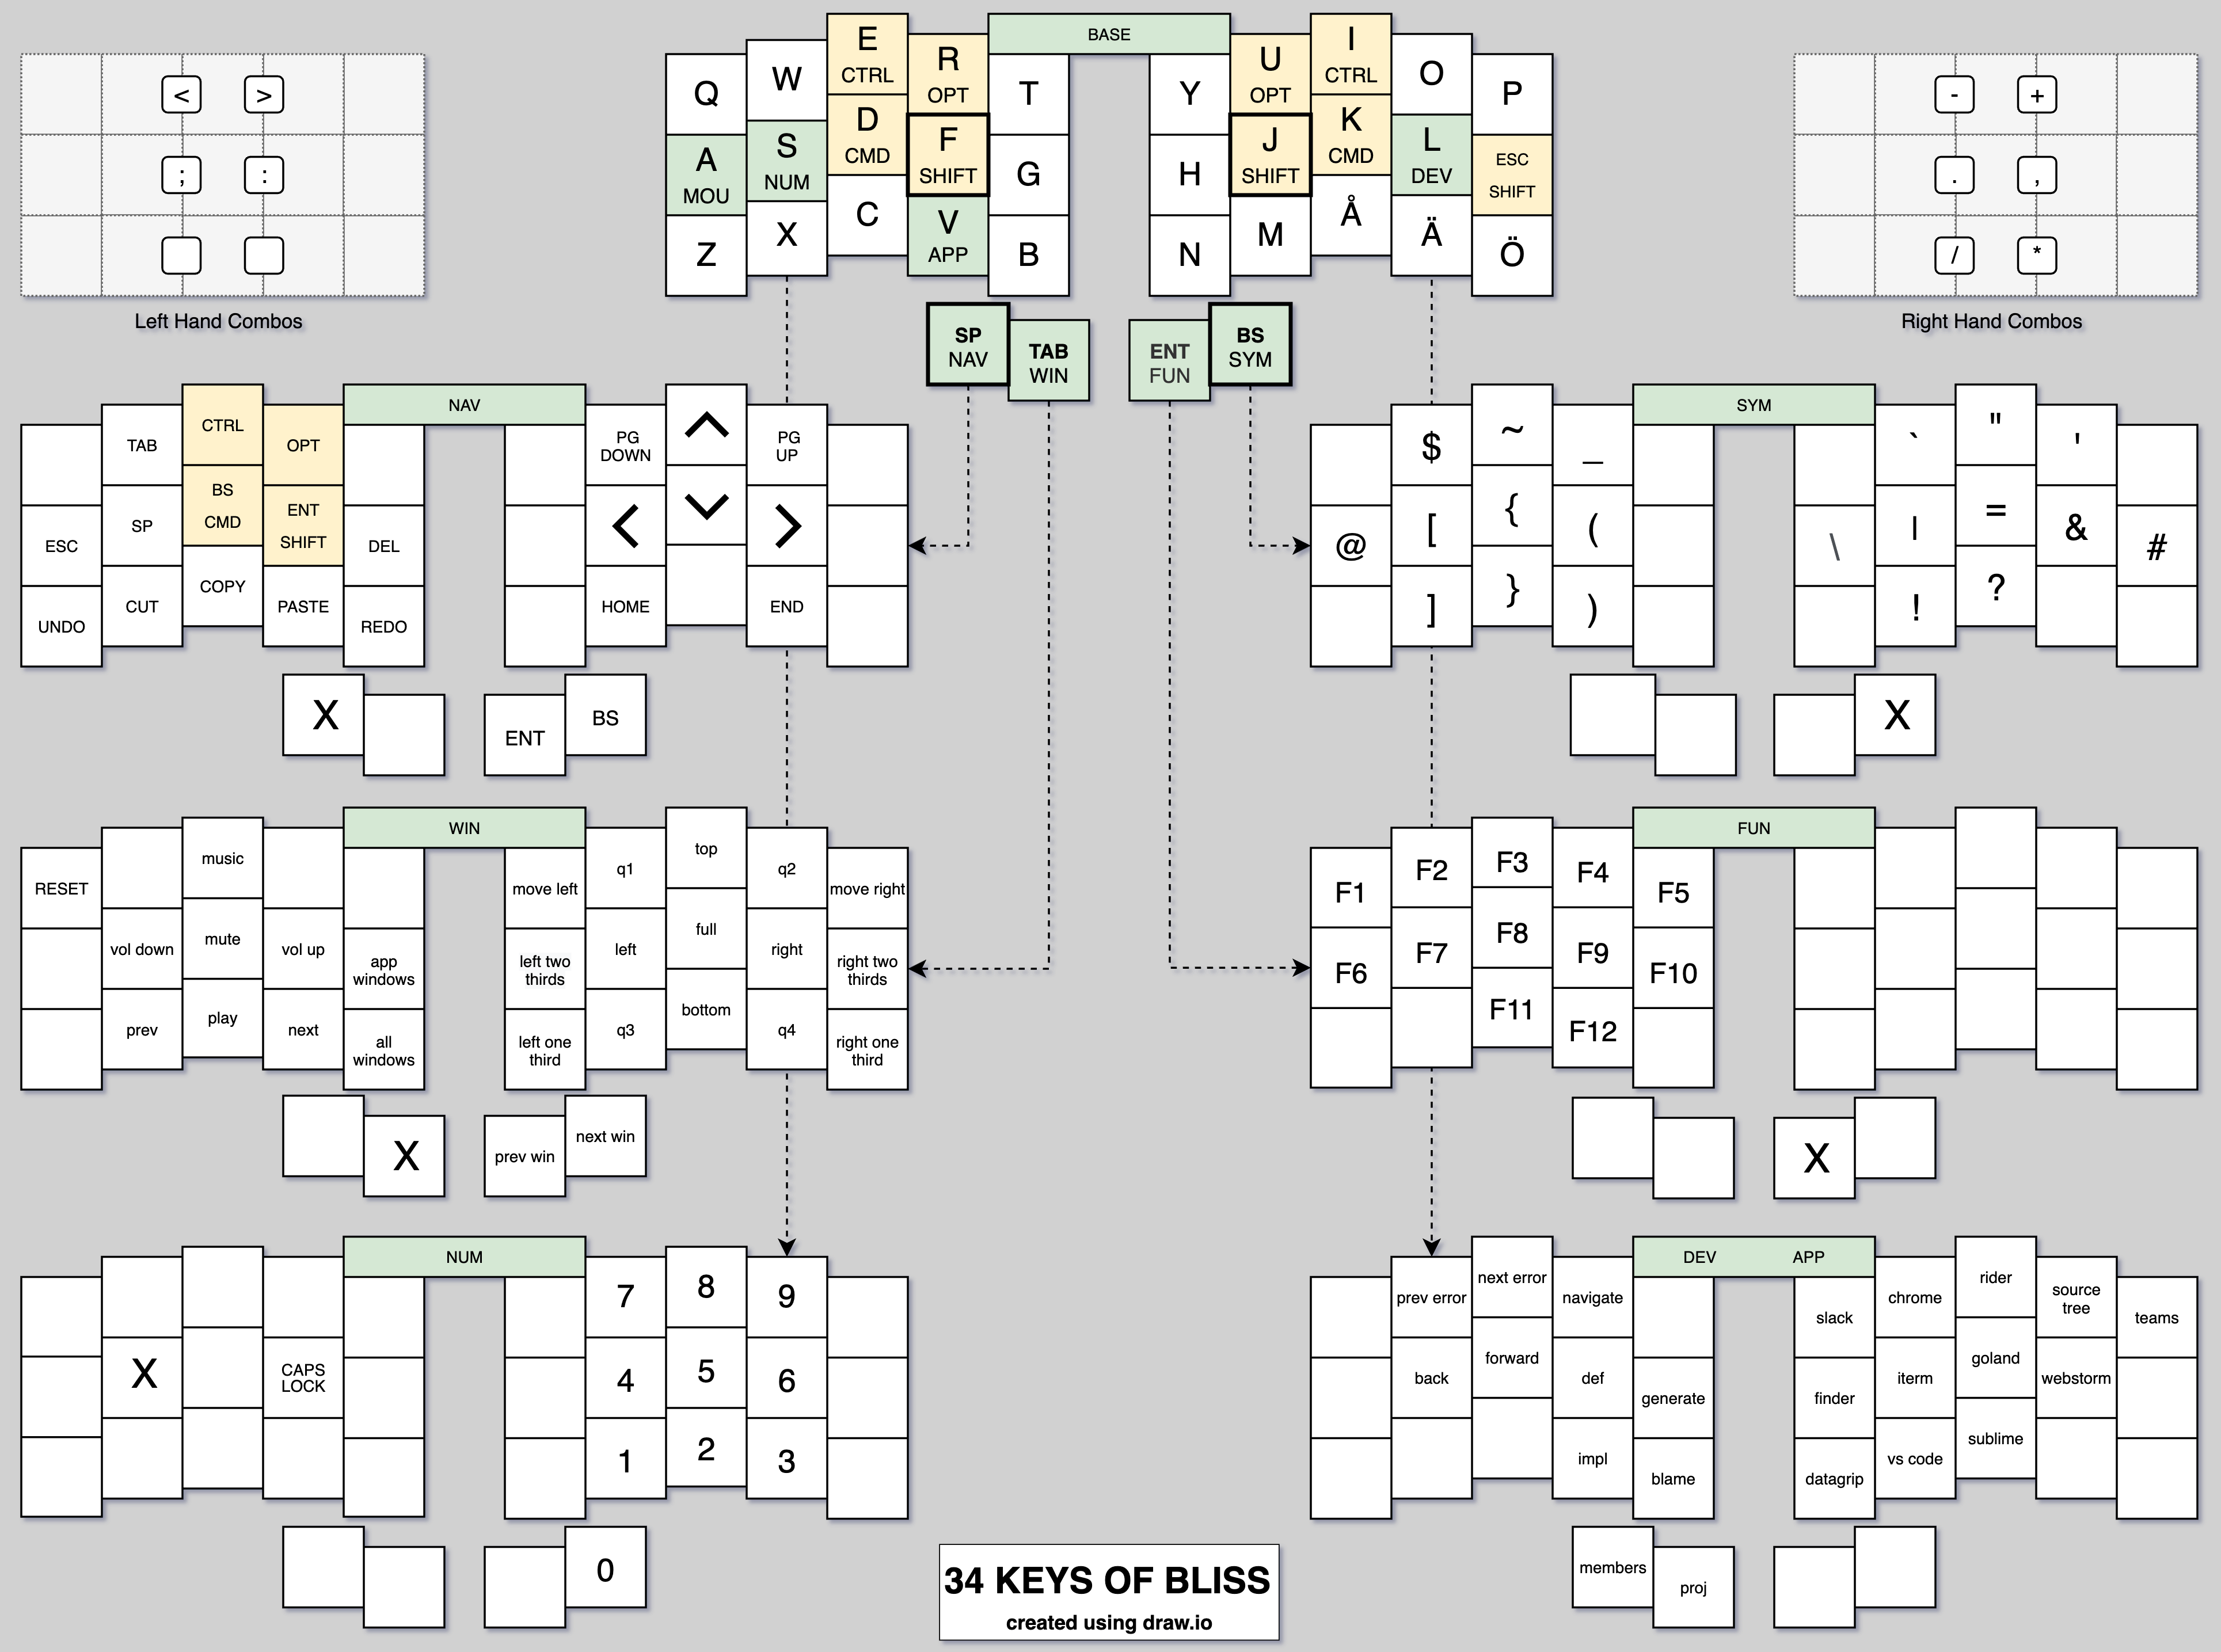 BASE
Q
W
E
CTRL
R
OPT
T
Y
U
OPT
I
CTRL
O
P
A
MOU
S
NUM
D
CMD
F
SHIFT
G
H
J
SHIFT
K
CMD
L
DEV
ESC
SHIFT
Z
X
C
V
APP
B
N
M
Å
Ä
Ö
SP
NAV
TAB
WIN
ENT
FUN
BS
SYM
< >
; :
Left Hand Combos
- +
. ,
/ *
Right Hand Combos
NAV
TAB
CTRL
OPT
PG
DOWN
PG
UP
ESC
SP
BS
CMD
ENT
SHIFT
DEL
UNDO
CUT
COPY
PASTE
REDO
HOME
END
X
ENT
BS
SYM
$
~
_
`
"
'
@
[
{
(
\
|
=
&
#
]
}
)
!
?
X
WIN
RESET
music
move left
q1
top
q2
move right
vol down
mute
vol up
app
windows
left two
thirds
left
full
right
right two
thirds
prev
play
next
all
windows
left one
third
q3
bottom
q4
right one
third
X
prev win
next win
FUN
F1
F2
F3
F4
F5
F6
F7
F8
F9
F10
F11
F12
X
NUM
7
8
9
X
CAPS
LOCK
4
5
6
1
2
3
0
DEV
APP
prev error
next error
navigate
slack
chrome
rider
source
tree
teams
back
forward
def
generate
finder
iterm
goland
webstorm
impl
blame
datagrip
vs code
sublime
members
proj
34 KEYS OF BLISS
created using draw.io